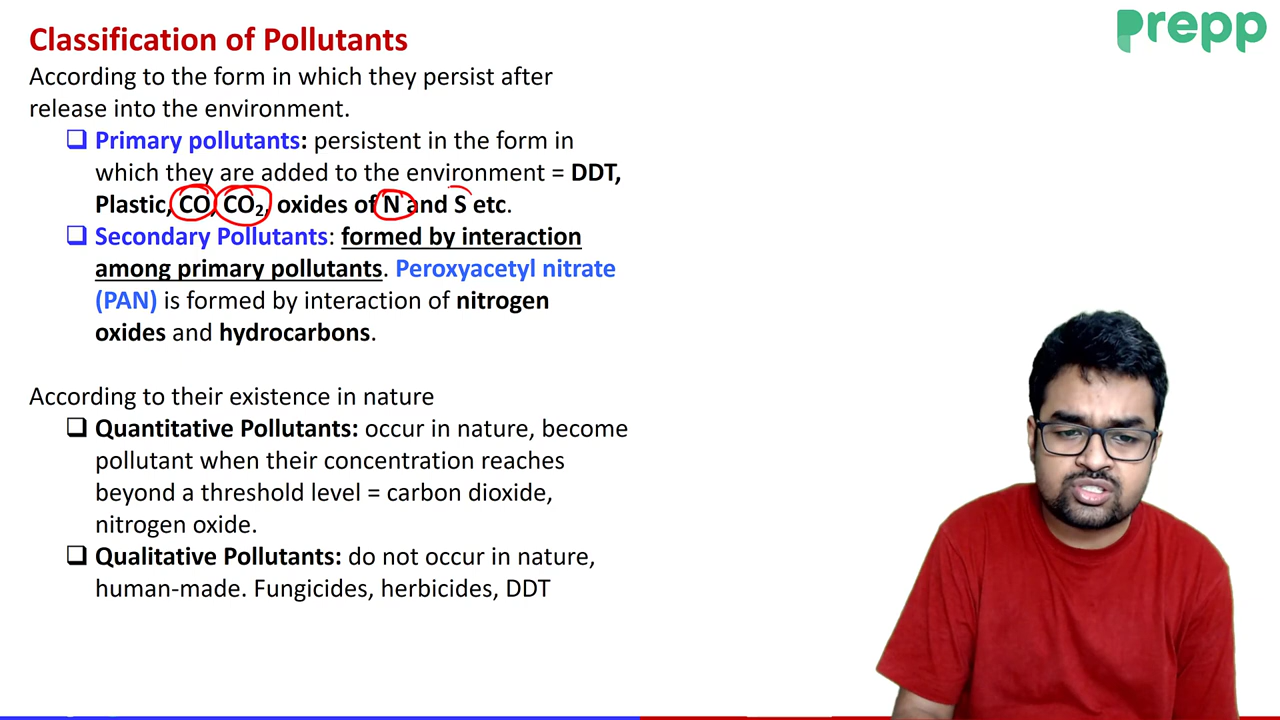 Classification of Pollutants
prepp
According to the form in which they persist after
release into the environment.
Primary pollutants: persistent in the form in
which they are added to the environment = DDT,
Plastic, CO, CO₂, oxides of N and S etc.
Secondary Pollutants: formed by interaction
among primary pollutants. Peroxyacetyl nitrate
(PAN) is formed by interaction of nitrogen
oxides and hydrocarbons.
According to their existence in nature
Quantitative Pollutants: occur in nature, become
pollutant when their concentration reaches
beyond a threshold level = carbon dioxide,
nitrogen oxide.
Qualitative Pollutants: do not occur in nature,
human-made. Fungicides, herbicides, DDT